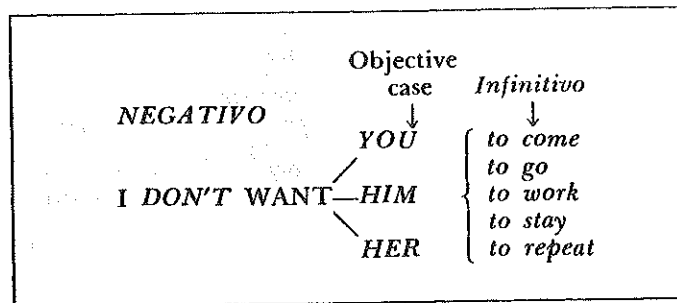 Objective
case Infinitivo
NEGATIVO
YOU to come
to go
I DON'T WANT HIM to work
to stay
HER to repeat